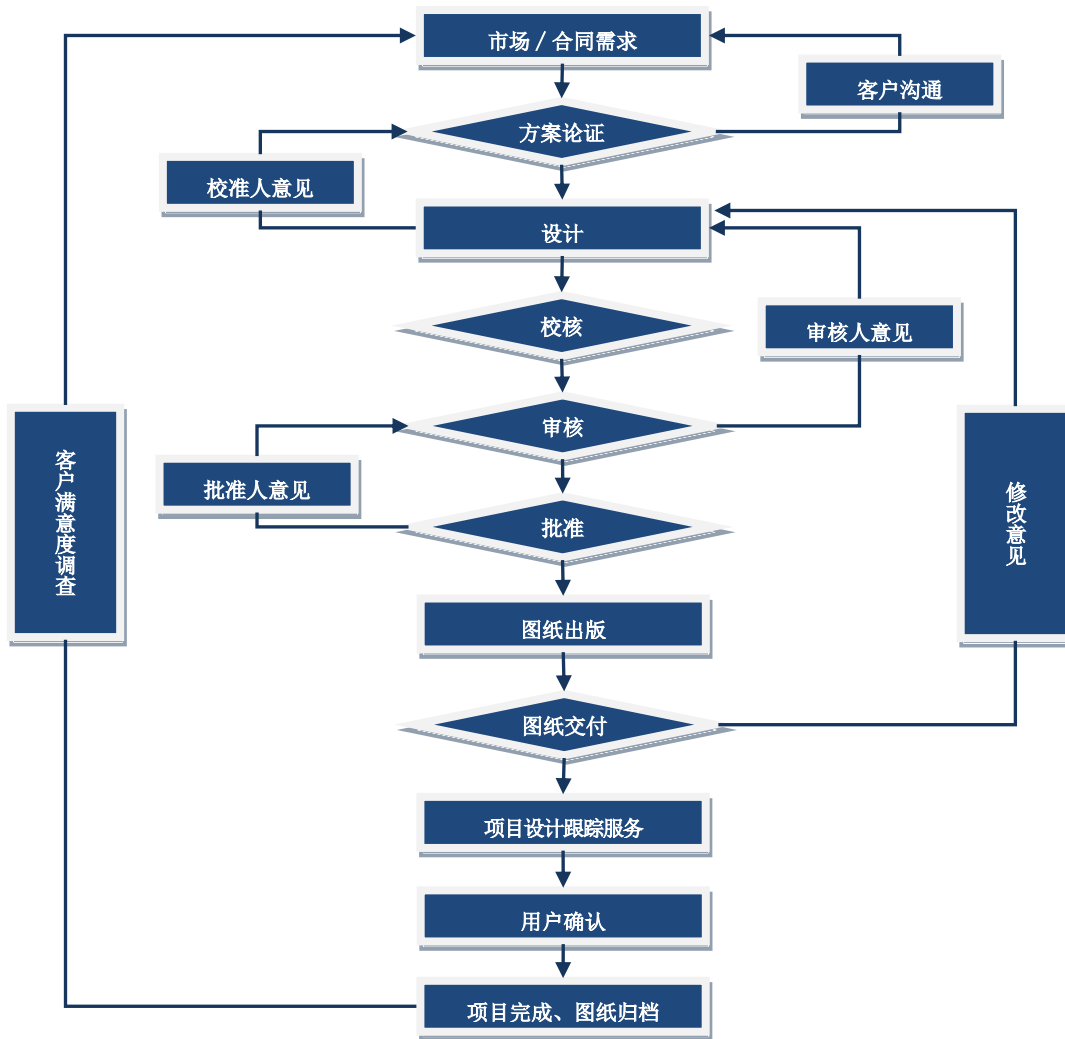 市场 / 合同需求
客户沟通
方案论证
校准人意见
设计
校核
审核人意见
审核
批准人意见
客户满意度调查
修改意见
批准
图纸出版
图纸交付
项目设计跟踪服务
用户确认
项目完成、图纸归档